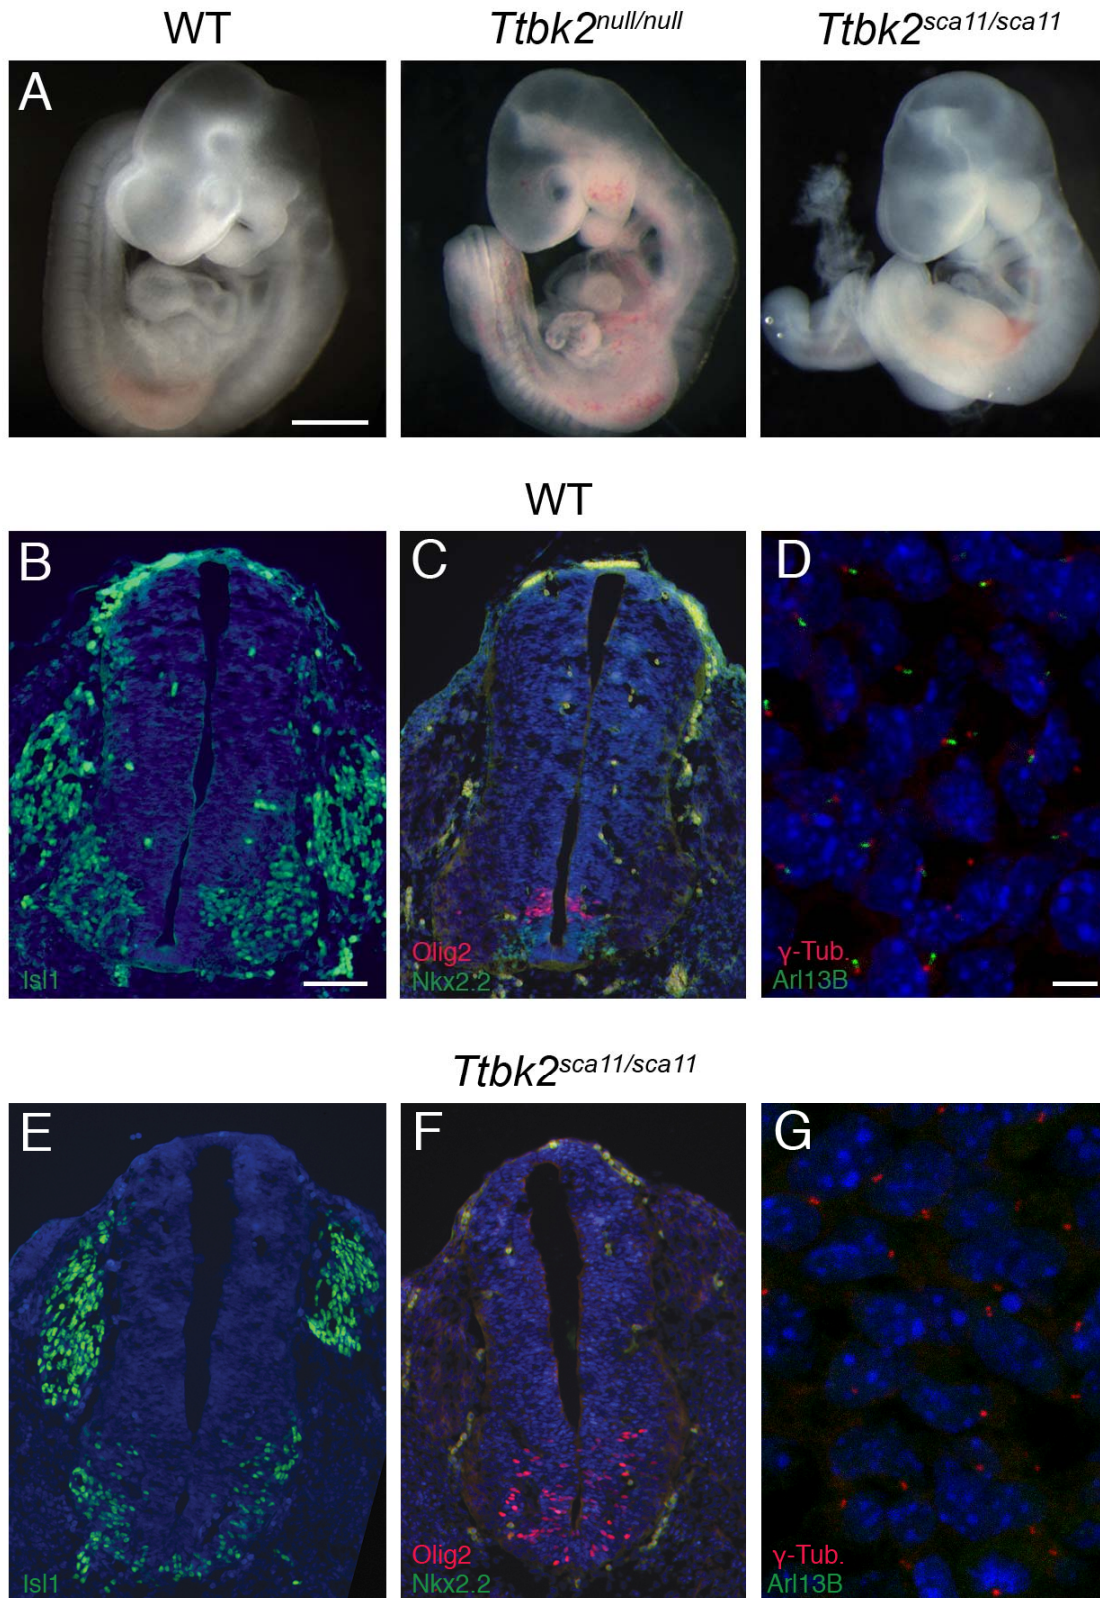 WT
Ttbk2null/null
Ttbk2sca11/sca11
A
WT
B
C
D
Isl1
Olig2
Nkx2.2
γ-Tub.
Arl13B
Ttbk2sca11/sca11
E
F
G
Isl1
Olig2
Nkx2.2
γ-Tub.
Arl13B